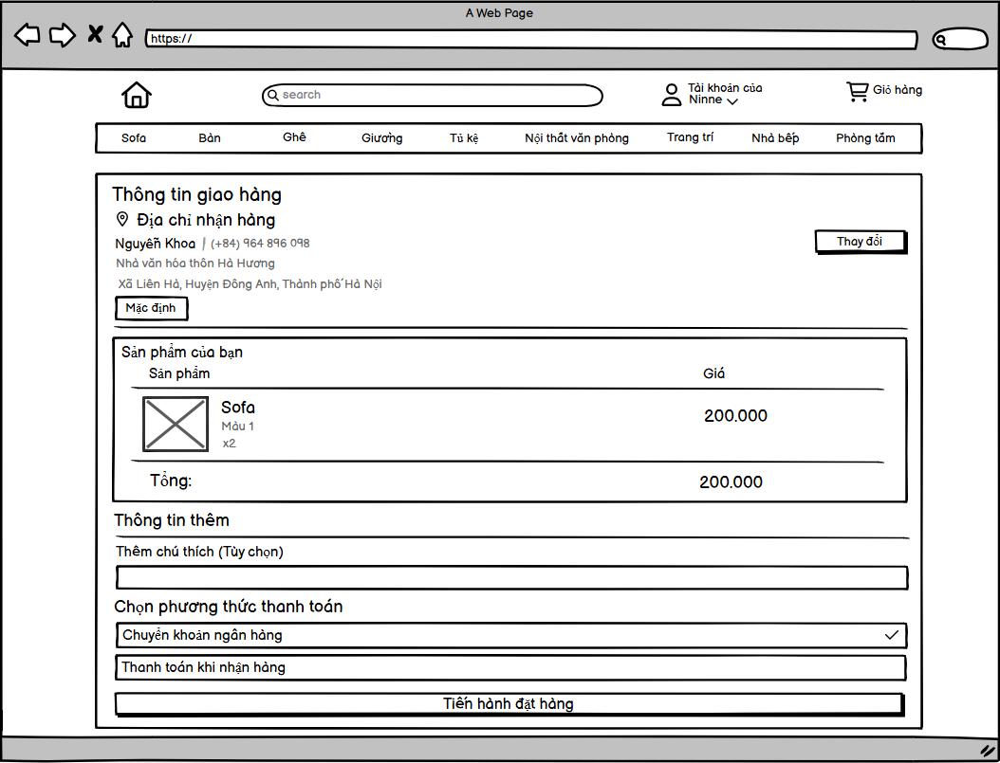 A Web Page
https://
search
Tài khoản của
Ninne
Giỏ hàng
Sofa Bàn Ghế Giường Tủ kệ Nội thất văn phòng Trang trí Nhà bếp Phòng tắm
Thông tin giao hàng
Địa chỉ nhận hàng
Nguyễn Khoa | (+84) 964 896 098
Thay đổi
Nhà văn hóa thôn Hà Hương
Xã Liên Hà, Huyện Đông Anh, Thành phố Hà Nội
Mặc định
Sản phẩm của bạn
Sản phẩm Giá
Sofa
200.000
Màu 1
x2
Tổng: 200.000
Thông tin thêm
Thêm chú thích (Tùy chọn)
Chọn phương thức thanh toán
Chuyển khoản ngân hàng
Thanh toán khi nhận hàng
Tiến hành đặt hàng